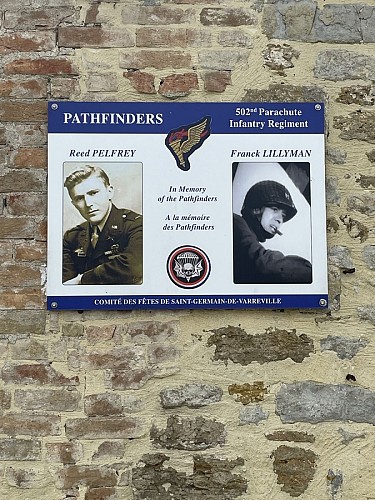 PATHFINDERS
502nd Parachute
Infantry Regiment
Reed PELFREY
Franck LILLYMAN
In Memory
of the Pathfinders
A la mémoire
des Pathfinders
COMITÉ DES FÊTES DE SAINT-GERMAIN-DE-VARREVILLE